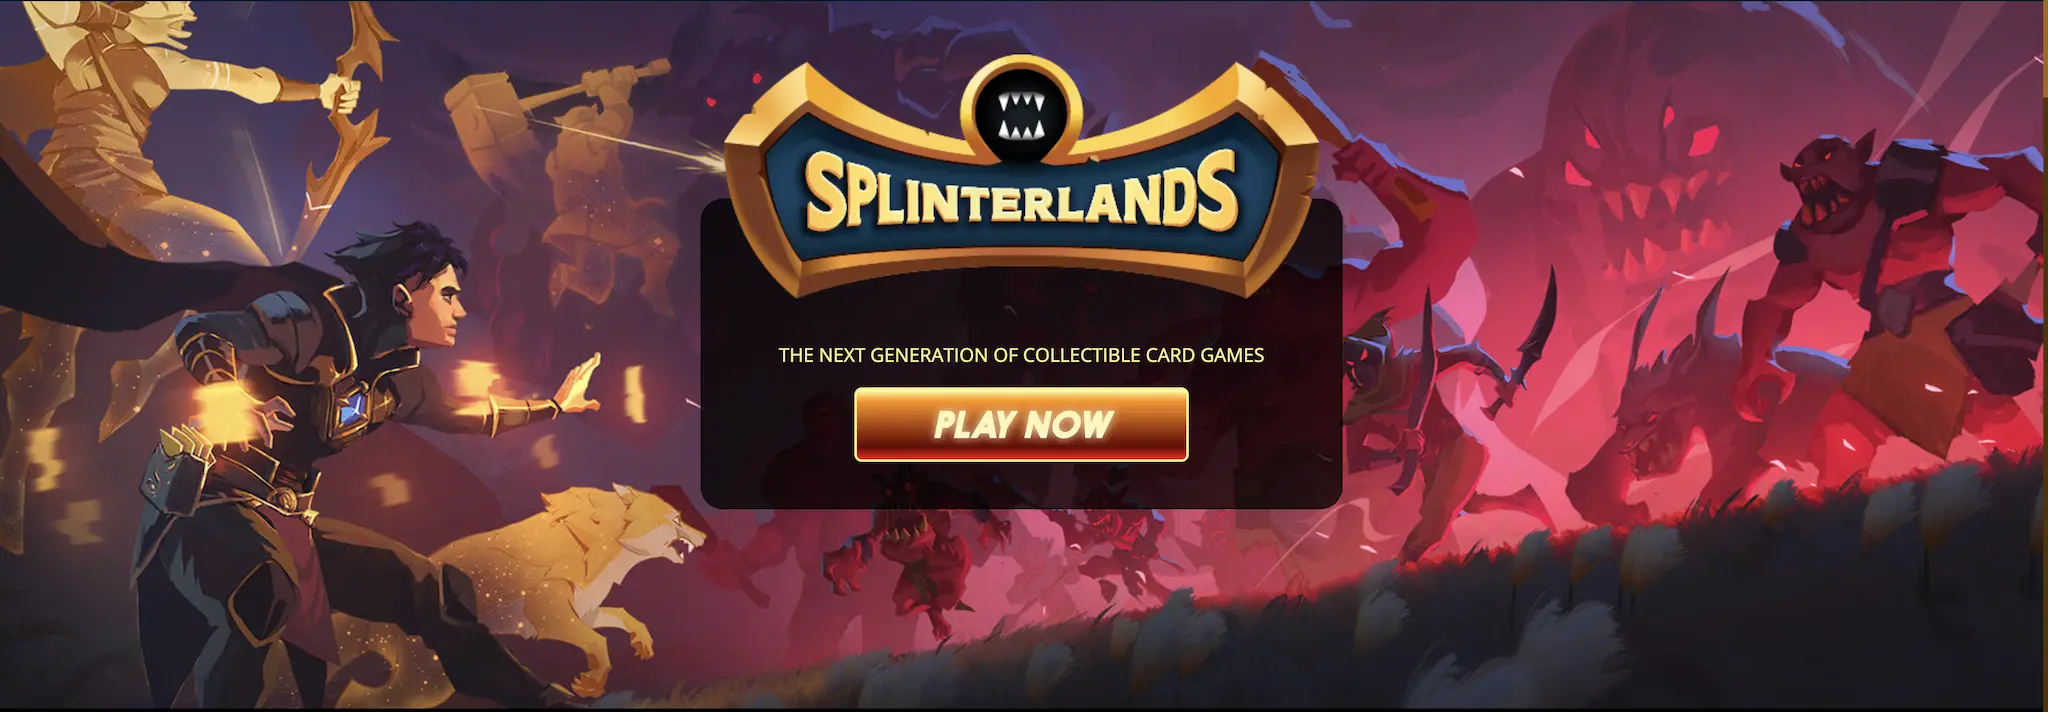 SPLINTERLANDS
THE NEXT GENERATION OF COLLECTIBLE CARD GAMES
PLAY NOW